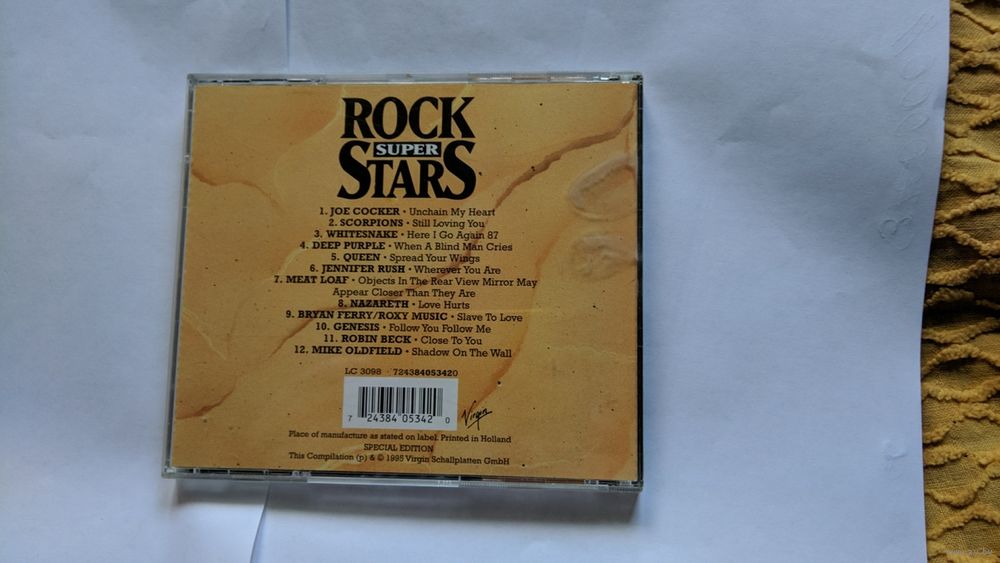 ROCK
SUPER
STARS
1. JOE COCKER • Unchain My Heart
2. SCORPIONS • Still Loving You
3. WHITESNAKE • Here I Go Again 87
4. DEEP PURPLE • When A Blind Man Cries
5. QUEEN • Spread Your Wings
6. JENNIFER RUSH • Wherever You Are
7. MEAT LOAF • Objects In The Rear View Mirror May
Appear Closer Than They Are
8. NAZARETH • Love Hurts
9. BRYAN FERRY/ROXY MUSIC • Slave To Love
10. GENESIS • Follow You Follow Me
11. ROBIN BECK • Close To You
12. MIKE OLDFIELD • Shadow On The Wall
LC 3098 · 724384053420
7 24384 05342 0
Virgin
Place of manufacture as stated on label. Printed in Holland
SPECIAL EDITION
This Compilation ℗ & © 1995 Virgin Schallplatten GmbH